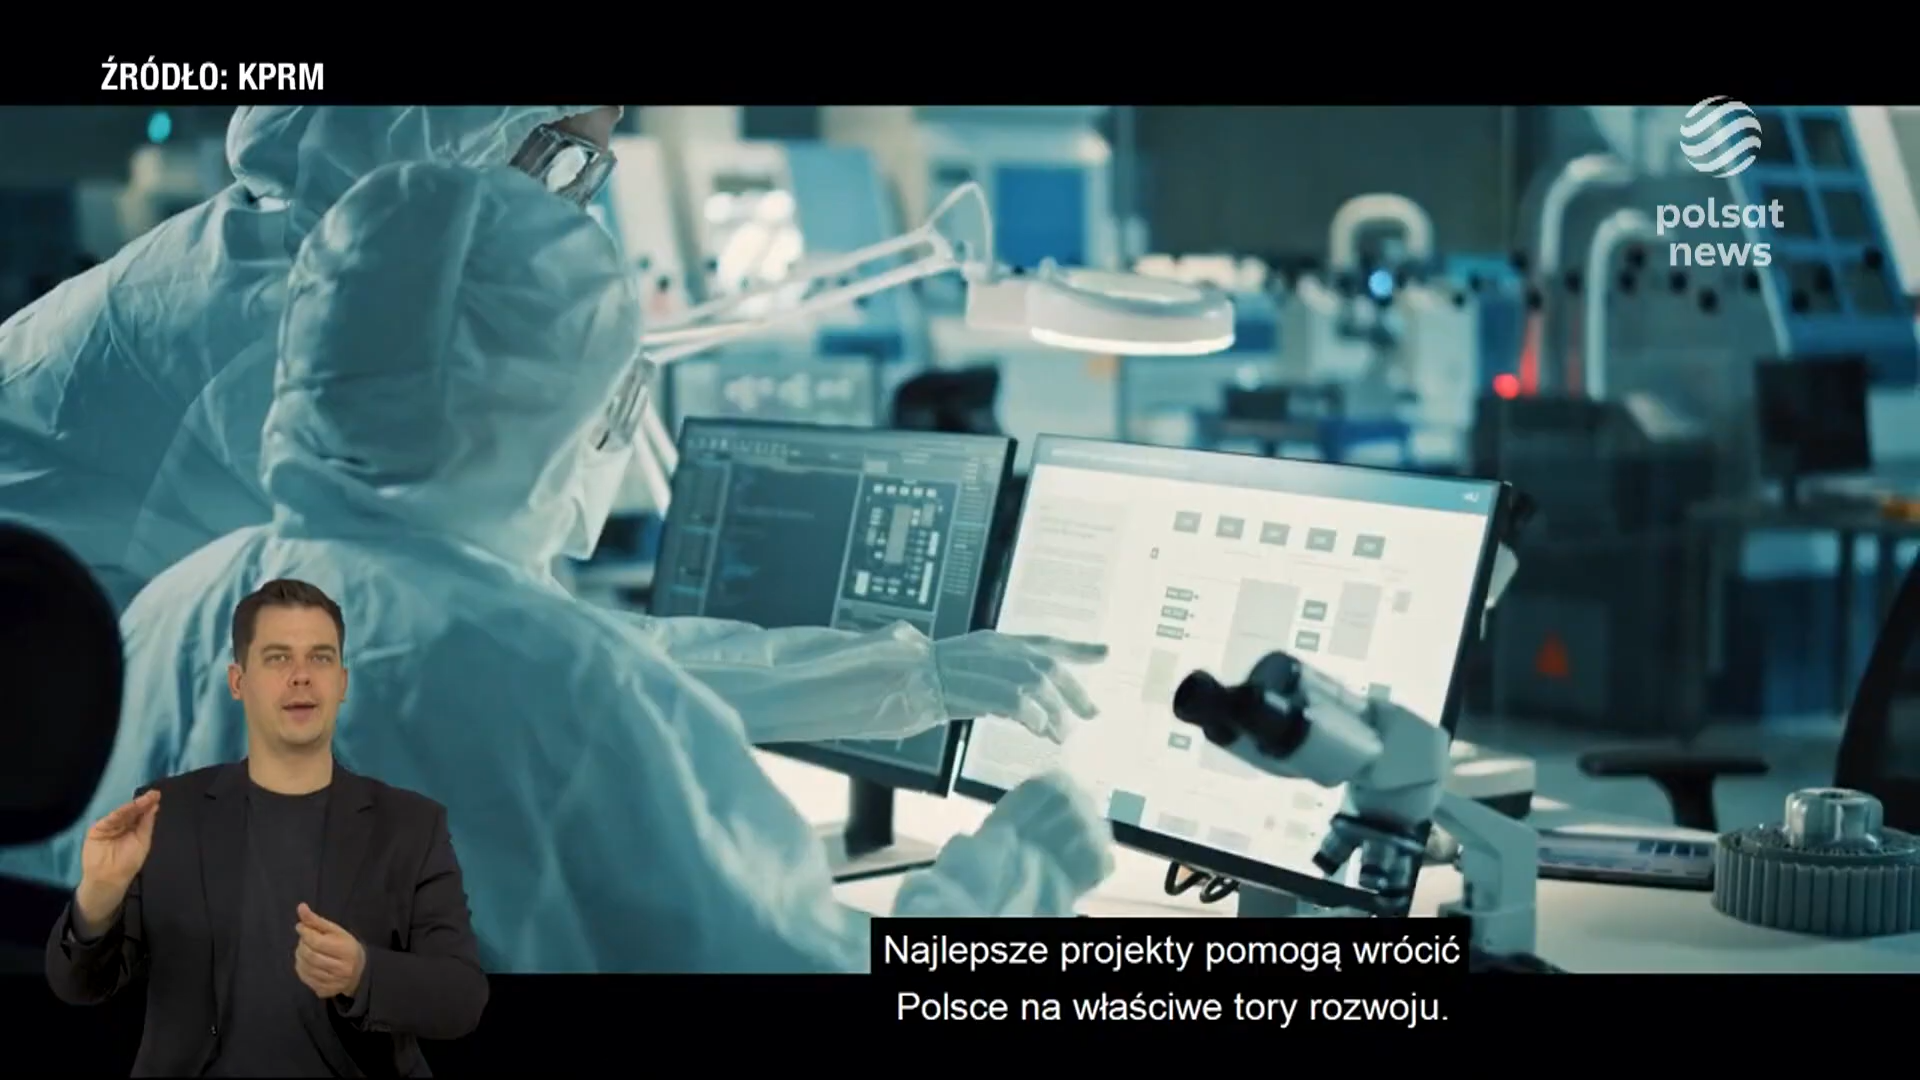 ŹRÓDŁO: KPRM
polsat
news
Najlepsze projekty pomogą wrócić
Polsce na właściwe tory rozwoju.